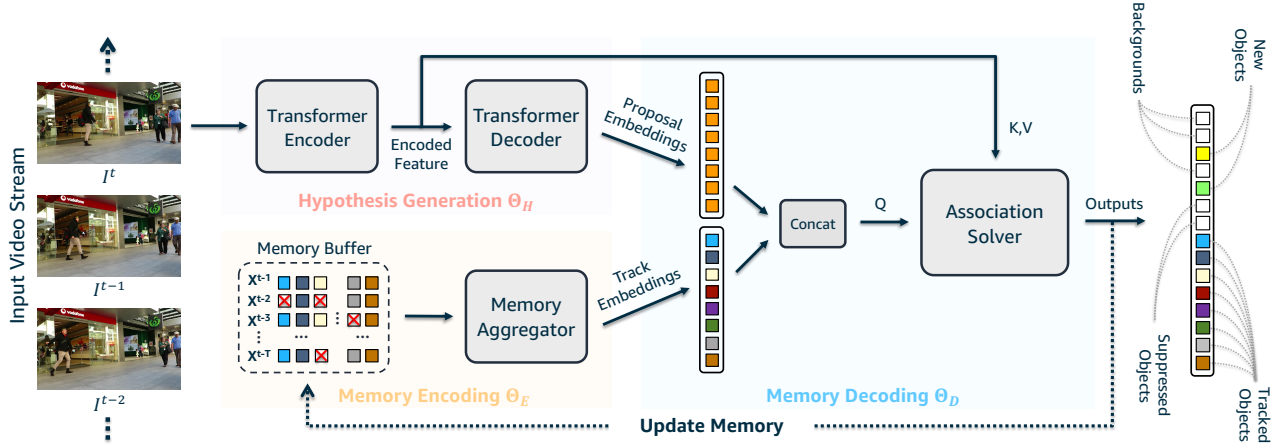 Input Video Stream
I^t
I^{t−1}
I^{t−2}
Transformer
Encoder
Encoded
Feature
Transformer
Decoder
Hypothesis Generation Θ_H
Proposal
Embeddings
Memory Buffer
X^{t-1}
X^{t-2}
X^{t-3}
X^{t-T}
Memory
Aggregator
Memory Encoding Θ_E
Track
Embeddings
Concat
Q
K,V
Association
Solver
Memory Decoding Θ_D
Outputs
Update Memory
Backgrounds
New
Objects
Suppressed
Objects
Tracked
Objects